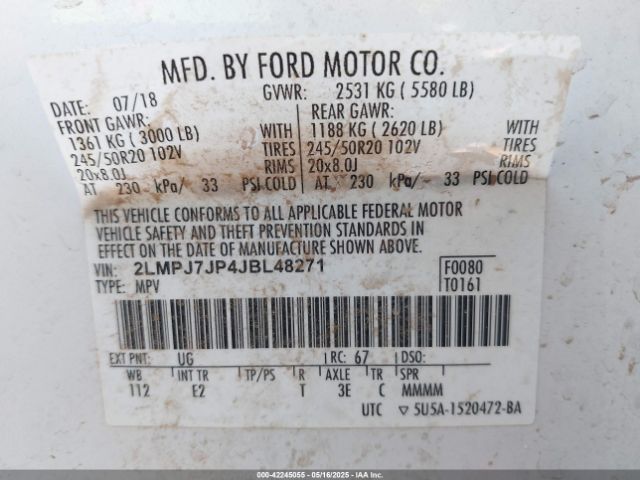 MFD. BY FORD MOTOR CO.
DATE: 07/18 GVWR: 2531 KG ( 5580 LB)
FRONT GAWR: REAR GAWR:
1361 KG ( 3000 LB) WITH 1188 KG ( 2620 LB) WITH
245/50R20 102V TIRES 245/50R20 102V TIRES
20x8.0J RIMS 20x8.0J RIMS
AT 230 kPa/ 33 PSI COLD AT 230 kPa/ 33 PSI COLD
THIS VEHICLE CONFORMS TO ALL APPLICABLE FEDERAL MOTOR
VEHICLE SAFETY AND THEFT PREVENTION STANDARDS IN
EFFECT ON THE DATE OF MANUFACTURE SHOWN ABOVE.
VIN: 2LMPJ7JP4JBL48271 F0080
TYPE: MPV T0161
EXT PNT: UG RC: 67 DSO:
WB INT TR TP/PS R AXLE TR SPR
112 E2 T 3E C MMMM
UTC ▽ 5U5A-1520472-BA
000-42245055 - 05/16/2025 - IAAI.com